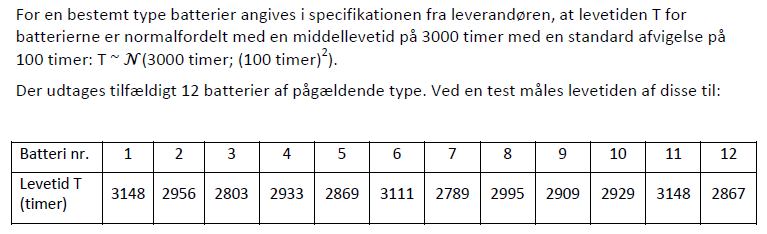 For en bestemt type batterier angives i specifikationen fra leverandøren, at levetiden T for
batterierne er normalfordelt med en middellevetid på 3000 timer med en standard afvigelse på
100 timer: T ~ 𝒩(3000 timer; (100 timer)²).
Der udtages tilfældigt 12 batterier af pågældende type. Ved en test måles levetiden af disse til:
Batteri nr. 1 2 3 4 5 6 7 8 9 10 11 12
Levetid T
(timer) 3148 2956 2803 2933 2869 3111 2789 2995 2909 2929 3148 2867